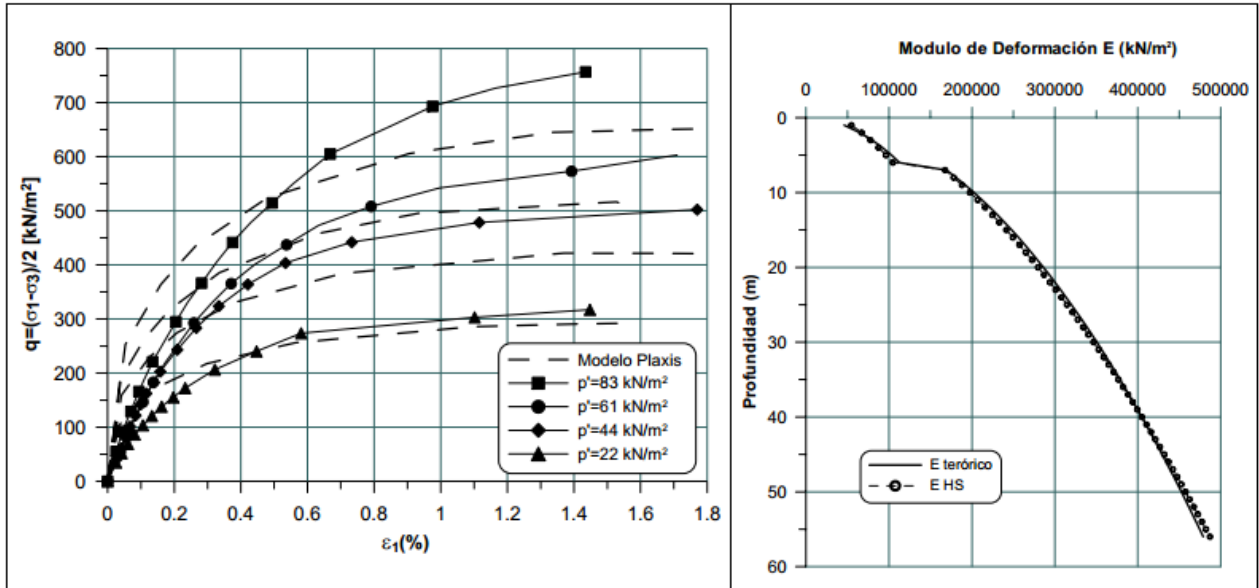 q=(σ1-σ3)/2 [kN/m²]
800
700
600
500
400
300
200
100
0
0
0.2
0.4
0.6
0.8
1
1.2
1.4
1.6
1.8
ε1(%)
Modelo Plaxis
p'=83 kN/m²
p'=61 kN/m²
p'=44 kN/m²
p'=22 kN/m²
Modulo de Deformación E (kN/m²)
0
100000
200000
300000
400000
500000
Profundidad (m)
0
10
20
30
40
50
60
E terórico
E HS